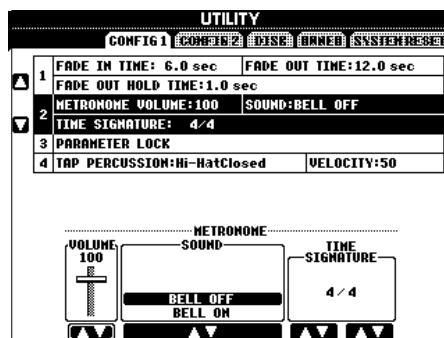 UTILITY
CONFIG 1 CONFIG 2 DISK OWNER SYSTEM RESET
1 FADE IN TIME: 6.0 sec FADE OUT TIME:12.0 sec
FADE OUT HOLD TIME:1.0 sec
2 METRONOME VOLUME:100 SOUND:BELL OFF
TIME SIGNATURE: 4/4
3 PARAMETER LOCK
4 TAP PERCUSSION:Hi-HatClosed VELOCITY:50
METRONOME
VOLUME SOUND TIME SIGNATURE
100
4/4
BELL OFF
BELL ON